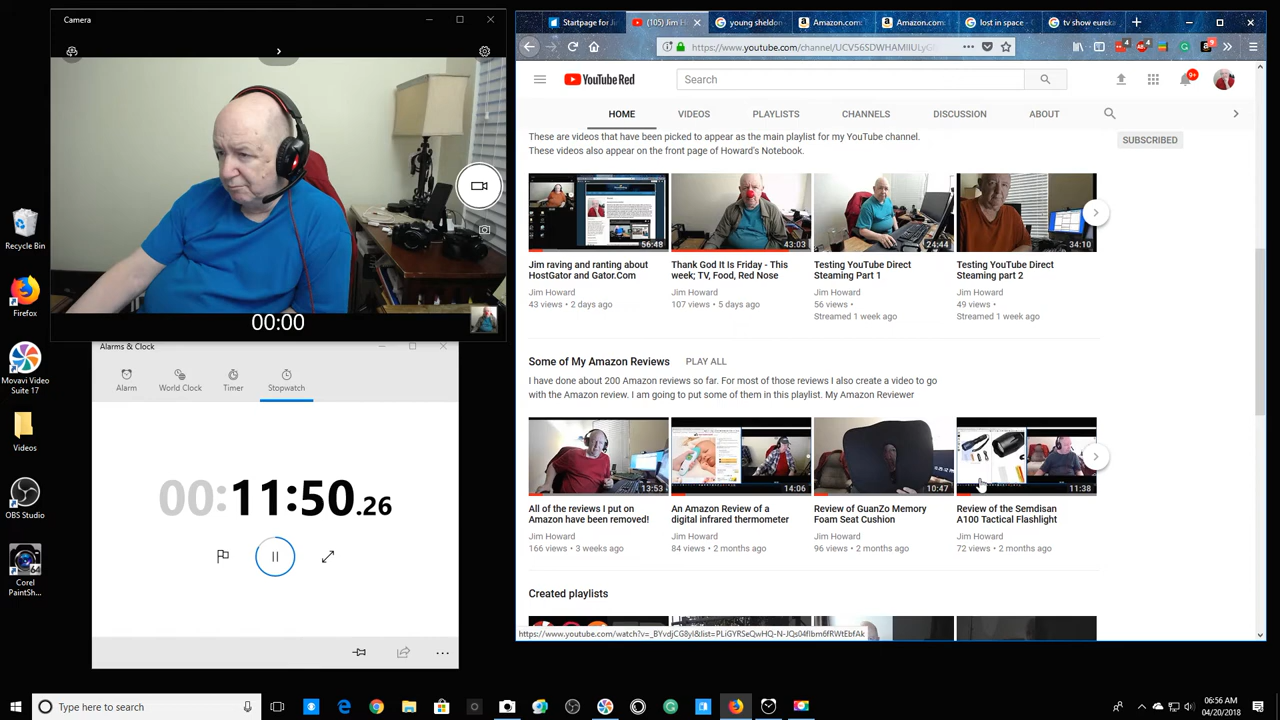 Camera
00:00
Recycle Bin
Firefox
Movavi Video
Suite 17
Videos
OBS Studio
Corel
PaintSh...
Alarms & Clock
Alarm
World Clock
Timer
Stopwatch
00:11:50.26
Startpage for Ji
(105) Jim H
young sheldon
Amazon.com:
Amazon.com:
lost in space -
tv show eureka
YouTube Red
Search
9+
HOME
VIDEOS
PLAYLISTS
CHANNELS
DISCUSSION
ABOUT
SUBSCRIBED
These are videos that have been picked to appear as the main playlist for my YouTube channel.
These videos also appear on the front page of Howard's Notebook.
56:48
43:03
24:44
34:10
Jim raving and ranting about
HostGator and Gator.Com
Jim Howard
43 views • 2 days ago
Thank God It Is Friday - This
week; TV, Food, Red Nose
Jim Howard
107 views • 5 days ago
Testing YouTube Direct
Steaming Part 1
Jim Howard
56 views •
Streamed 1 week ago
Testing YouTube Direct
Steaming part 2
Jim Howard
49 views •
Streamed 1 week ago
Some of My Amazon Reviews
PLAY ALL
I have done about 200 Amazon reviews so far. For most of those reviews I also create a video to go
with the Amazon review. I am going to put some of them in this playlist. My Amazon Reviewer
13:53
14:06
10:47
11:38
All of the reviews I put on
Amazon have been removed!
Jim Howard
166 views • 3 weeks ago
An Amazon Review of a
digital infrared thermometer
Jim Howard
84 views • 2 months ago
Review of GuanZo Memory
Foam Seat Cushion
Jim Howard
96 views • 2 months ago
Review of the Semdisan
A100 Tactical Flashlight
Jim Howard
72 views • 2 months ago
Created playlists
Type here to search
06:56 AM
04/20/2018